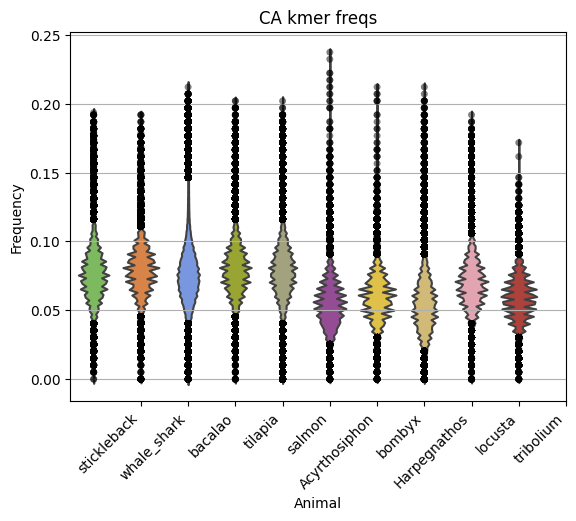 CA kmer freqs
Frequency
0.25
0.20
0.15
0.10
0.05
0.00
stickleback
whale_shark
bacalao
tilapia
salmon
Acyrthosiphon
bombyx
Harpegnathos
locusta
tribolium
Animal